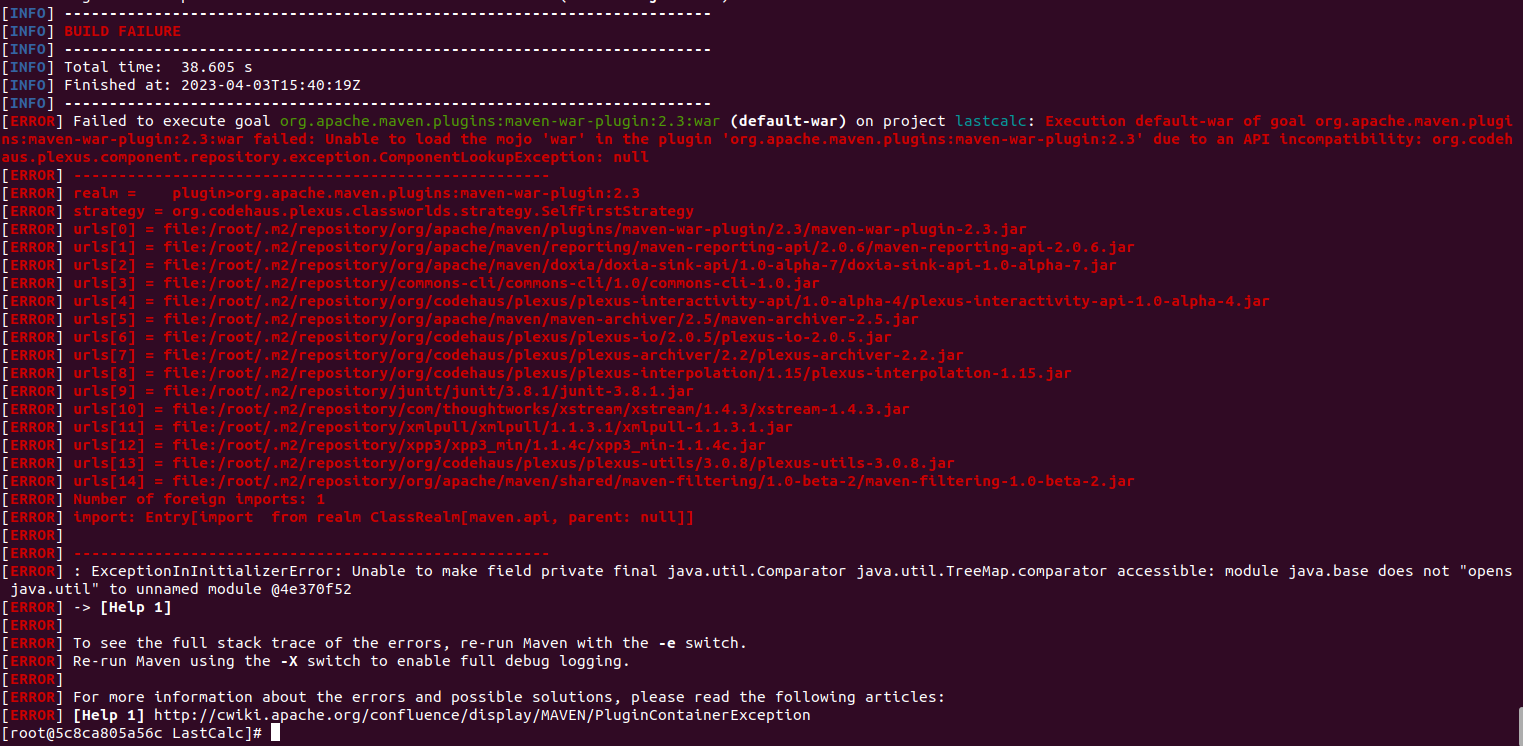 [INFO] ------------------------------------------------------------------------
[INFO] BUILD FAILURE
[INFO] ------------------------------------------------------------------------
[INFO] Total time:  38.605 s
[INFO] Finished at: 2023-04-03T15:40:19Z
[INFO] ------------------------------------------------------------------------
[ERROR] Failed to execute goal org.apache.maven.plugins:maven-war-plugin:2.3:war (default-war) on project lastcalc: Execution default-war of goal org.apache.maven.plugi
ns:maven-war-plugin:2.3:war failed: Unable to load the mojo 'war' in the plugin 'org.apache.maven.plugins:maven-war-plugin:2.3' due to an API incompatibility: org.codeh
aus.plexus.component.repository.exception.ComponentLookupException: null
[ERROR] -----------------------------------------------------
[ERROR] realm =    plugin>org.apache.maven.plugins:maven-war-plugin:2.3
[ERROR] strategy = org.codehaus.plexus.classworlds.strategy.SelfFirstStrategy
[ERROR] urls[0] = file:/root/.m2/repository/org/apache/maven/plugins/maven-war-plugin/2.3/maven-war-plugin-2.3.jar
[ERROR] urls[1] = file:/root/.m2/repository/org/apache/maven/reporting/maven-reporting-api/2.0.6/maven-reporting-api-2.0.6.jar
[ERROR] urls[2] = file:/root/.m2/repository/org/apache/maven/doxia/doxia-sink-api/1.0-alpha-7/doxia-sink-api-1.0-alpha-7.jar
[ERROR] urls[3] = file:/root/.m2/repository/commons-cli/commons-cli/1.0/commons-cli-1.0.jar
[ERROR] urls[4] = file:/root/.m2/repository/org/codehaus/plexus/plexus-interactivity-api/1.0-alpha-4/plexus-interactivity-api-1.0-alpha-4.jar
[ERROR] urls[5] = file:/root/.m2/repository/org/apache/maven/maven-archiver/2.5/maven-archiver-2.5.jar
[ERROR] urls[6] = file:/root/.m2/repository/org/codehaus/plexus/plexus-io/2.0.5/plexus-io-2.0.5.jar
[ERROR] urls[7] = file:/root/.m2/repository/org/codehaus/plexus/plexus-archiver/2.2/plexus-archiver-2.2.jar
[ERROR] urls[8] = file:/root/.m2/repository/org/codehaus/plexus/plexus-interpolation/1.15/plexus-interpolation-1.15.jar
[ERROR] urls[9] = file:/root/.m2/repository/junit/junit/3.8.1/junit-3.8.1.jar
[ERROR] urls[10] = file:/root/.m2/repository/com/thoughtworks/xstream/xstream/1.4.3/xstream-1.4.3.jar
[ERROR] urls[11] = file:/root/.m2/repository/xmlpull/xmlpull/1.1.3.1/xmlpull-1.1.3.1.jar
[ERROR] urls[12] = file:/root/.m2/repository/xpp3/xpp3_min/1.1.4c/xpp3_min-1.1.4c.jar
[ERROR] urls[13] = file:/root/.m2/repository/org/codehaus/plexus/plexus-utils/3.0.8/plexus-utils-3.0.8.jar
[ERROR] urls[14] = file:/root/.m2/repository/org/apache/maven/shared/maven-filtering/1.0-beta-2/maven-filtering-1.0-beta-2.jar
[ERROR] Number of foreign imports: 1
[ERROR] import: Entry[import  from realm ClassRealm[maven.api, parent: null]]
[ERROR]
[ERROR] -----------------------------------------------------
[ERROR] : ExceptionInInitializerError: Unable to make field private final java.util.Comparator java.util.TreeMap.comparator accessible: module java.base does not "opens
 java.util" to unnamed module @4e370f52
[ERROR] -> [Help 1]
[ERROR]
[ERROR] To see the full stack trace of the errors, re-run Maven with the -e switch.
[ERROR] Re-run Maven using the -X switch to enable full debug logging.
[ERROR]
[ERROR] For more information about the errors and possible solutions, please read the following articles:
[ERROR] [Help 1] http://cwiki.apache.org/confluence/display/MAVEN/PluginContainerException
[root@5c8ca805a56c LastCalc]#